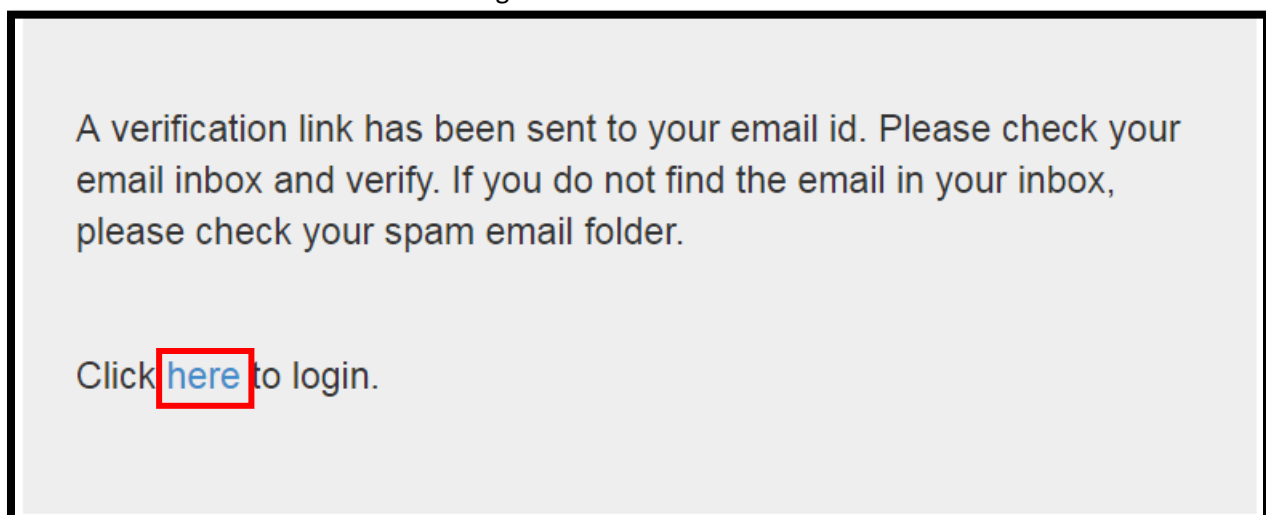 A verification link has been sent to your email id. Please check your
email inbox and verify. If you do not find the email in your inbox,
please check your spam email folder.
Click here to login.